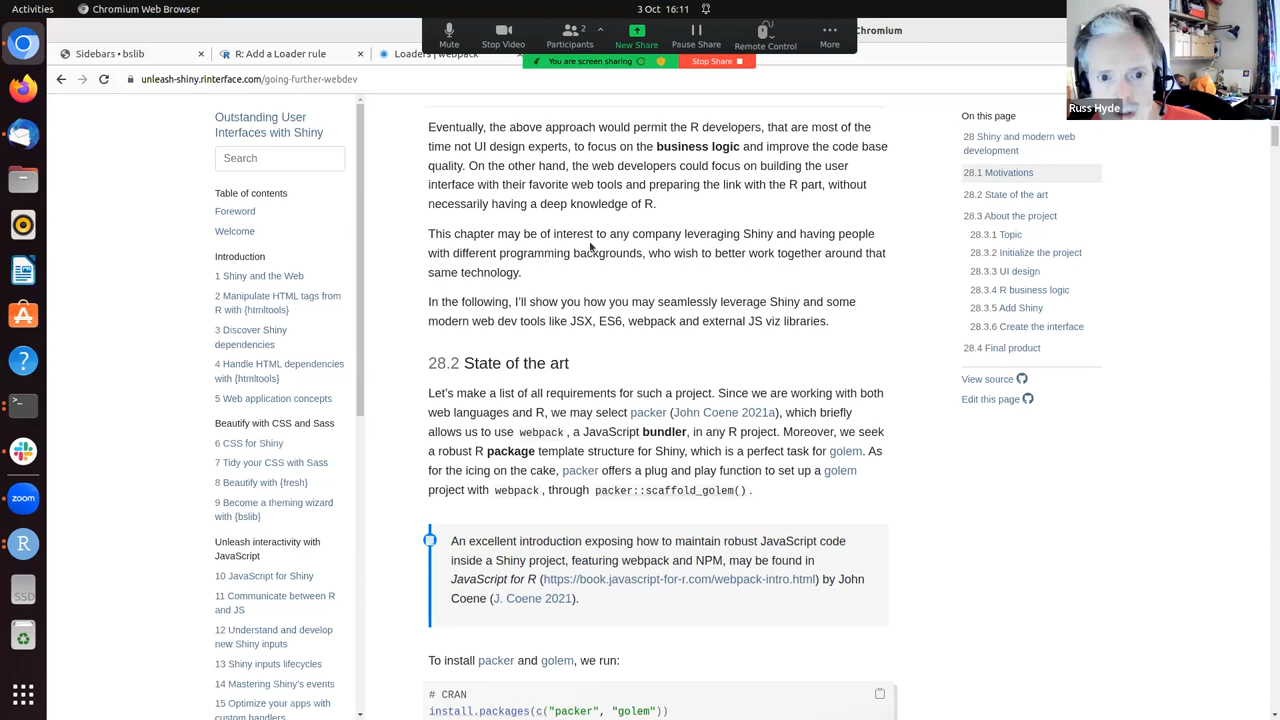 Activities
Chromium Web Browser
3 Oct 16:11
Chromium
Mute
Stop Video
Participants
2
New Share
Pause Share
Remote Control
More
You are screen sharing
Stop Share
Russ Hyde
Sidebars • bslib
R: Add a Loader rule
Loaders | webpack
unleash-shiny.rinterface.com/going-further-webdev
Outstanding User
Interfaces with Shiny
Search
Table of contents
Foreword
Welcome
Introduction
1 Shiny and the Web
2 Manipulate HTML tags from
R with {htmltools}
3 Discover Shiny
dependencies
4 Handle HTML dependencies
with {htmltools}
5 Web application concepts
Beautify with CSS and Sass
6 CSS for Shiny
7 Tidy your CSS with Sass
8 Beautify with {fresh}
9 Become a theming wizard
with {bslib}
Unleash interactivity with
JavaScript
10 JavaScript for Shiny
11 Communicate between R
and JS
12 Understand and develop
new Shiny inputs
13 Shiny inputs lifecycles
14 Mastering Shiny's events
15 Optimize your apps with
custom handlers
Eventually, the above approach would permit the R developers, that are most of the
time not UI design experts, to focus on the business logic and improve the code base
quality. On the other hand, the web developers could focus on building the user
interface with their favorite web tools and preparing the link with the R part, without
necessarily having a deep knowledge of R.
This chapter may be of interest to any company leveraging Shiny and having people
with different programming backgrounds, who wish to better work together around that
same technology.
In the following, I'll show you how you may seamlessly leverage Shiny and some
modern web dev tools like JSX, ES6, webpack and external JS viz libraries.
28.2 State of the art
Let's make a list of all requirements for such a project. Since we are working with both
web languages and R, we may select packer (John Coene 2021a), which briefly
allows us to use webpack, a JavaScript bundler, in any R project. Moreover, we seek
a robust R package template structure for Shiny, which is a perfect task for golem. As
for the icing on the cake, packer offers a plug and play function to set up a golem
project with webpack, through packer::scaffold_golem().
An excellent introduction exposing how to maintain robust JavaScript code
inside a Shiny project, featuring webpack and NPM, may be found in
JavaScript for R (https://book.javascript-for-r.com/webpack-intro.html) by John
Coene (J. Coene 2021).
To install packer and golem, we run:
# CRAN
install.packages(c("packer", "golem"))
On this page
28 Shiny and modern web
development
28.1 Motivations
28.2 State of the art
28.3 About the project
28.3.1 Topic
28.3.2 Initialize the project
28.3.3 UI design
28.3.4 R business logic
28.3.5 Add Shiny
28.3.6 Create the interface
28.4 Final product
View source
Edit this page
zoom
R
SSD